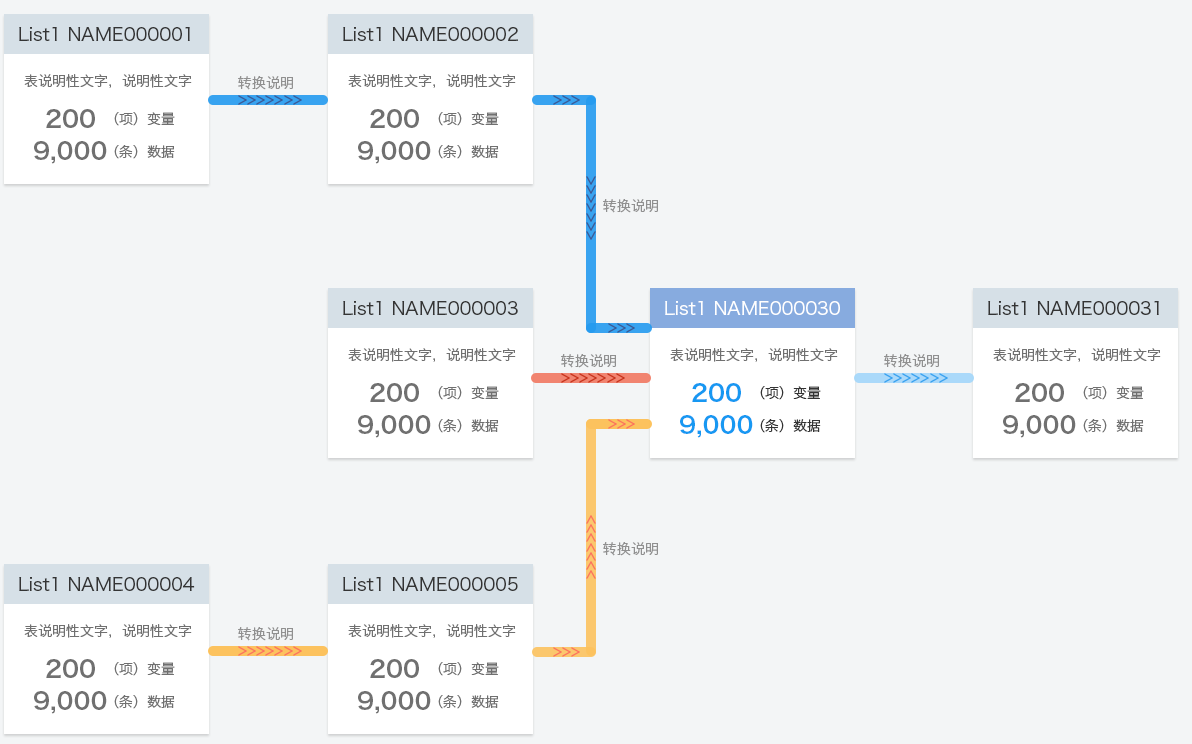 List1 NAME000001
表说明性文字，说明性文字
200 （项）变量
9,000 （条）数据
转换说明
List1 NAME000002
表说明性文字，说明性文字
200 （项）变量
9,000 （条）数据
转换说明
List1 NAME000003
表说明性文字，说明性文字
200 （项）变量
9,000 （条）数据
转换说明
List1 NAME000030
表说明性文字，说明性文字
200 （项）变量
9,000 （条）数据
转换说明
List1 NAME000031
表说明性文字，说明性文字
200 （项）变量
9,000 （条）数据
转换说明
List1 NAME000004
表说明性文字，说明性文字
200 （项）变量
9,000 （条）数据
转换说明
List1 NAME000005
表说明性文字，说明性文字
200 （项）变量
9,000 （条）数据